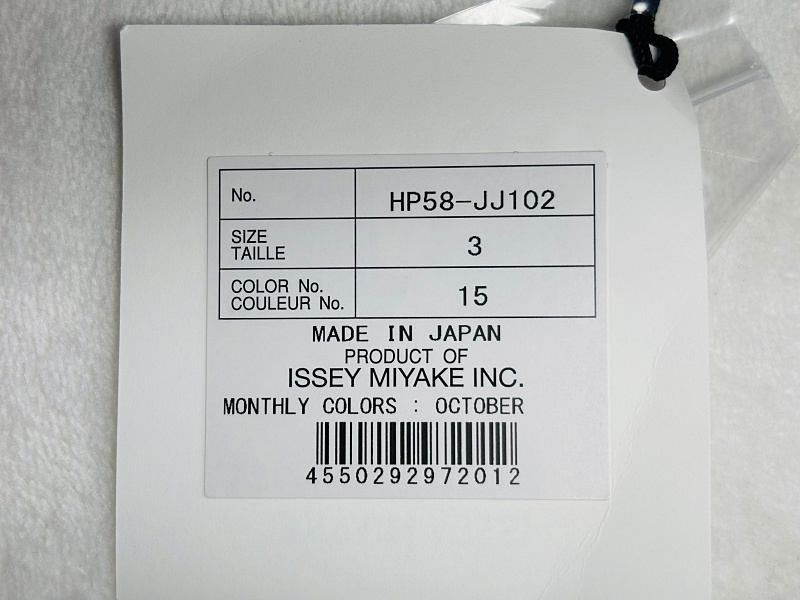 No. HP58-JJ102
SIZE
TAILLE 3
COLOR No.
COULEUR No. 15
MADE IN JAPAN
PRODUCT OF
ISSEY MIYAKE INC.
MONTHLY COLORS : OCTOBER
4550292972012